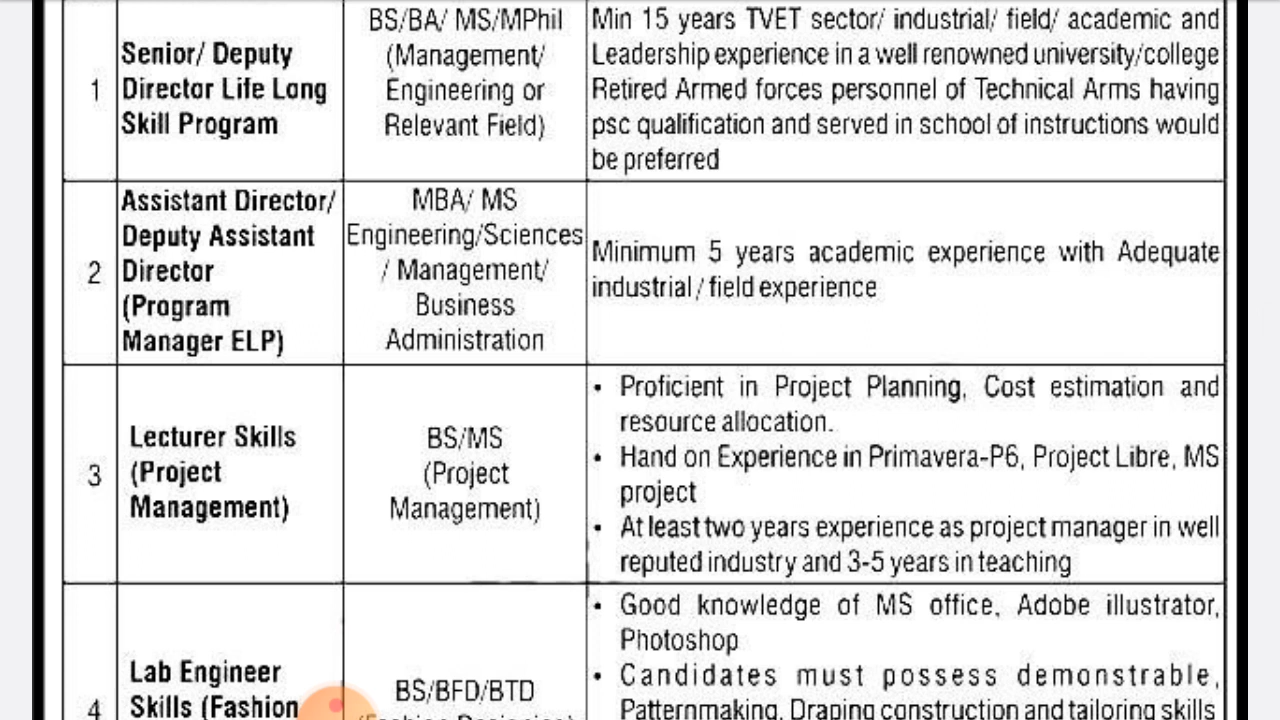 1
Senior/ Deputy
Director Life Long
Skill Program
BS/BA/ MS/MPhil
(Management/
Engineering or
Relevant Field)
Min 15 years TVET sector/ industrial/ field/ academic and
Leadership experience in a well renowned university/college
Retired Armed forces personnel of Technical Arms having
psc qualification and served in school of instructions would
be preferred
2
Assistant Director/
Deputy Assistant
Director
(Program
Manager ELP)
MBA/ MS
Engineering/Sciences
/ Management/
Business
Administration
Minimum 5 years academic experience with Adequate
industrial / field experience
3
Lecturer Skills
(Project
Management)
BS/MS
(Project
Management)
• Proficient in Project Planning, Cost estimation and
resource allocation.
• Hand on Experience in Primavera-P6, Project Libre, MS
project
• At least two years experience as project manager in well
reputed industry and 3-5 years in teaching
4
Lab Engineer
Skills (Fashion
BS/BFD/BTD
• Good knowledge of MS office, Adobe illustrator,
Photoshop
• Candidates must possess demonstrable,
Patternmaking, Draping construction and tailoring skills